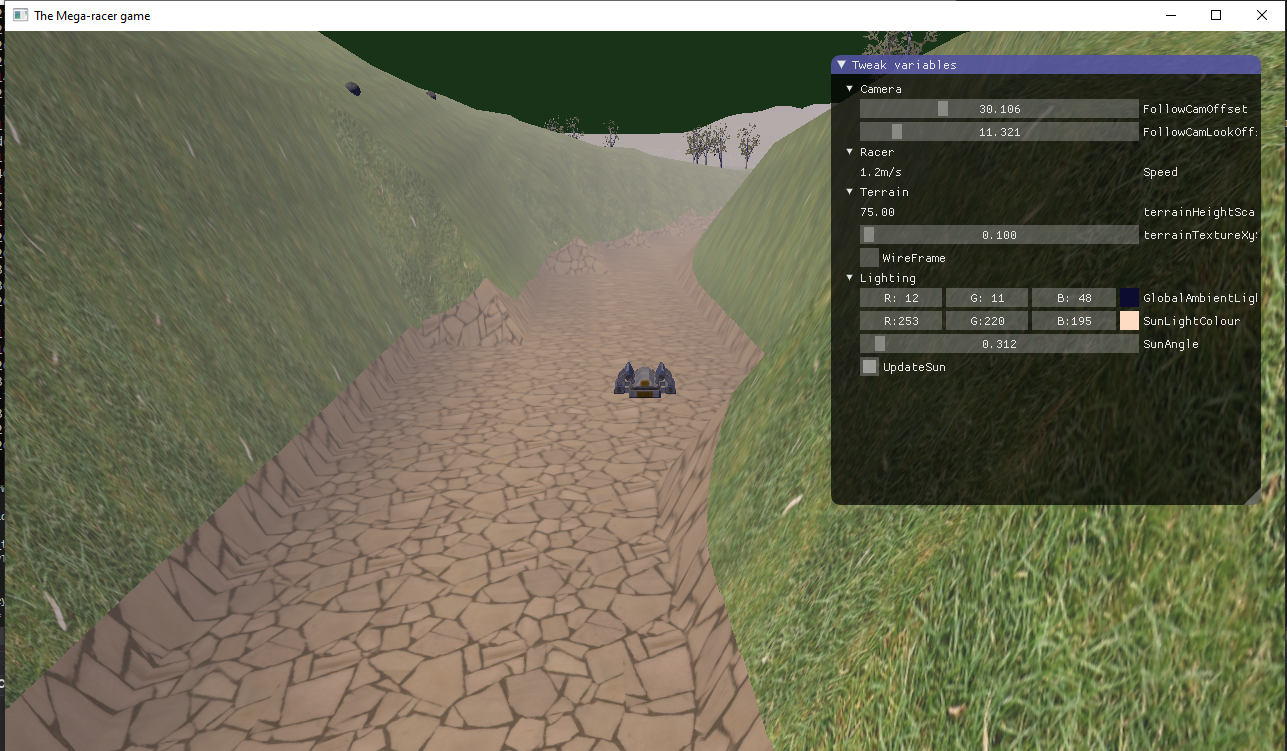 The Mega-racer game
Tweak variables
Camera
30.106 FollowCamOffset
11.321 FollowCamLookOff
Racer
1.2m/s Speed
Terrain
75.00 terrainHeightSca
0.100 terrainTextureXy
WireFrame
Lighting
R: 12 G: 11 B: 48 GlobalAmbientLig
R:253 G:220 B:195 SunLightColour
0.312 SunAngle
UpdateSun